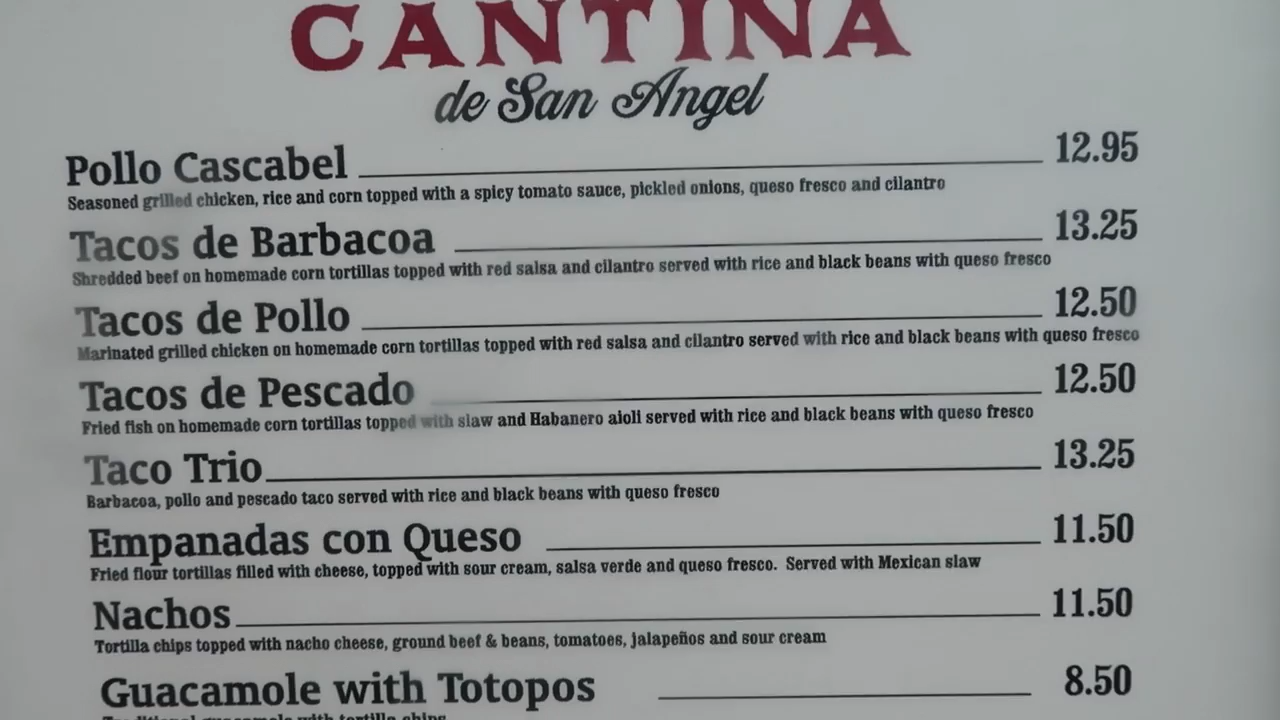 CANTINA
de San Angel
Pollo Cascabel 12.95
Seasoned grilled chicken, rice and corn topped with a spicy tomato sauce, pickled onions, queso fresco and cilantro
Tacos de Barbacoa 13.25
Shredded beef on homemade corn tortillas topped with red salsa and cilantro served with rice and black beans with queso fresco
Tacos de Pollo 12.50
Marinated grilled chicken on homemade corn tortillas topped with red salsa and cilantro served with rice and black beans with queso fresco
Tacos de Pescado 12.50
Fried fish on homemade corn tortillas topped with slaw and Habanero aioli served with rice and black beans with queso fresco
Taco Trio 13.25
Barbacoa, pollo and pescado taco served with rice and black beans with queso fresco
Empanadas con Queso 11.50
Fried flour tortillas filled with cheese, topped with sour cream, salsa verde and queso fresco. Served with Mexican slaw
Nachos 11.50
Tortilla chips topped with nacho cheese, ground beef & beans, tomatoes, jalapeños and sour cream
Guacamole with Totopos 8.50
Traditional guacamole with tortilla chips